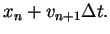 $x_n + v_{n+1}\Delta t.$